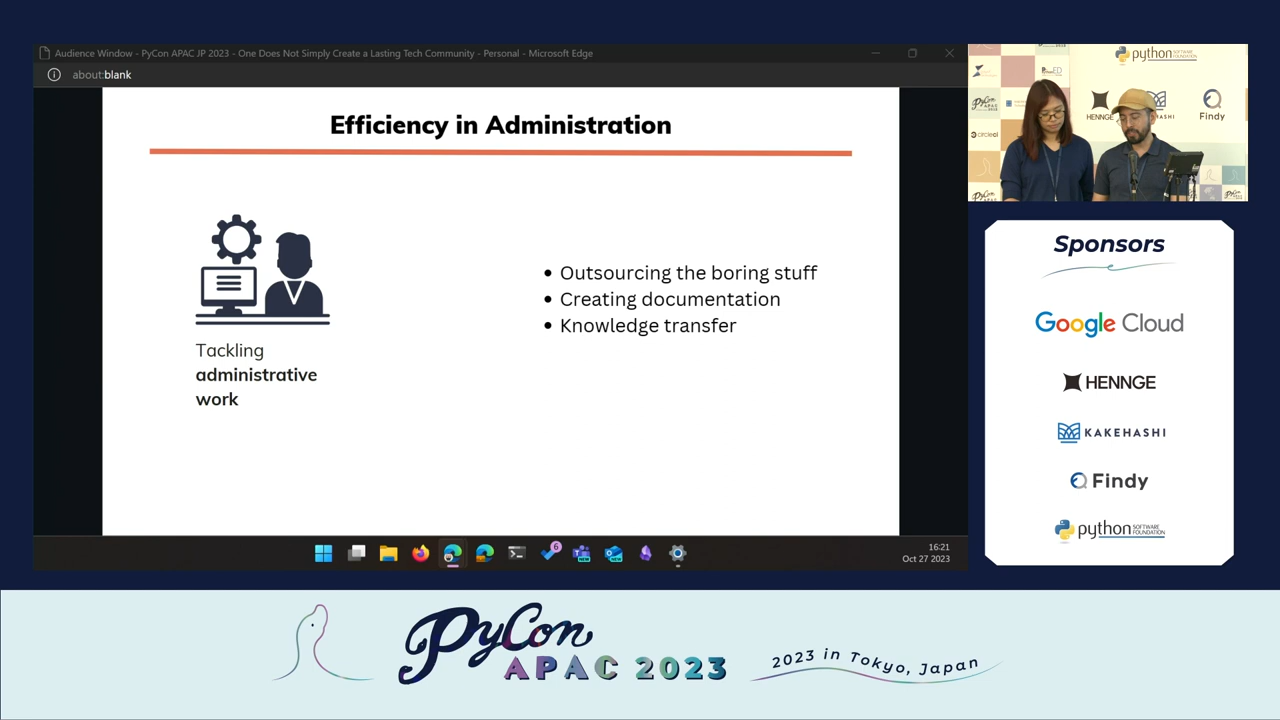 Audience Window - PyCon APAC JP 2023 - One Does Not Simply Create a Lasting Tech Community - Personal - Microsoft Edge
about:blank
Efficiency in Administration
Outsourcing the boring stuff
Creating documentation
Knowledge transfer
Tackling
administrative
work
6
16:21
Oct 27 2023
python
HENNGE
Findy
circleci
Sponsors
Google Cloud
HENNGE
KAKEHASHI
Findy
python SOFTWARE FOUNDATION
PyCon
APAC 2023
2023 in Tokyo, Japan